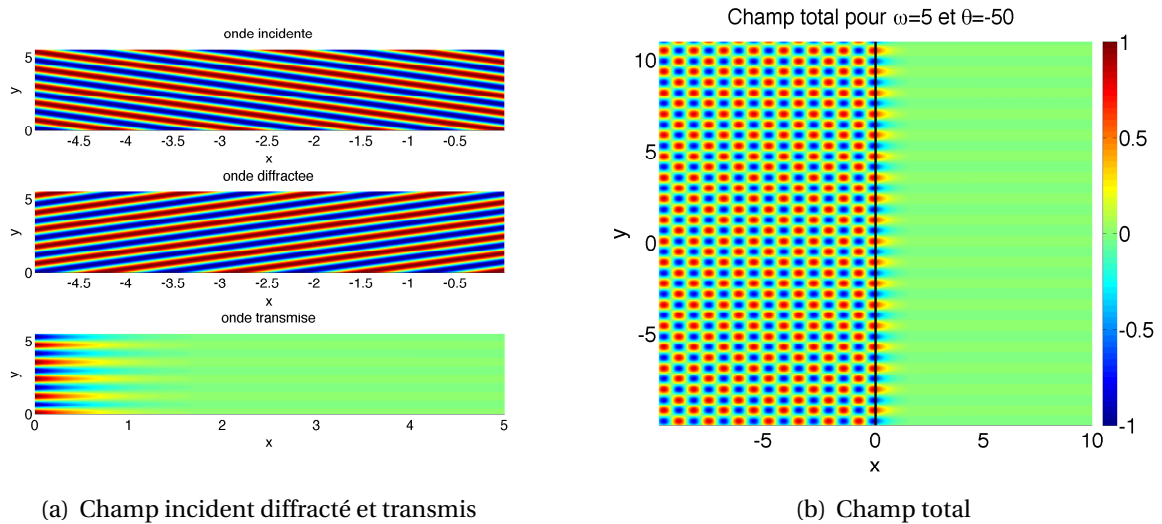 onde incidente
5
0
y
-4.5 -4 -3.5 -3 -2.5 -2 -1.5 -1 -0.5
x
onde diffractee
5
0
y
-4.5 -4 -3.5 -3 -2.5 -2 -1.5 -1 -0.5
x
onde transmise
5
0
y
0 1 2 3 4 5
x
(a) Champ incident diffracté et transmis
Champ total pour ω=5 et θ=-50
10
5
0
-5
y
-5 0 5 10
x
1
0.5
0
-0.5
-1
(b) Champ total